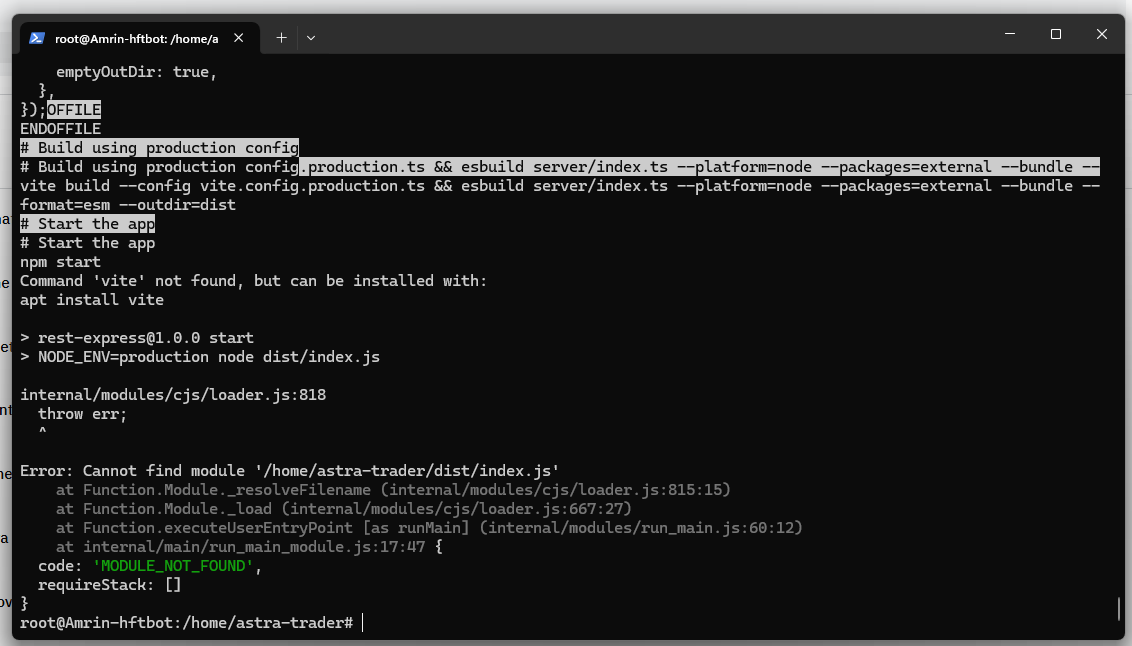 root@Amrin-hftbot: /home/a
emptyOutDir: true,
},
});OFFILE
ENDOFFILE
# Build using production config
# Build using production config.production.ts && esbuild server/index.ts --platform=node --packages=external --bundle --
vite build --config vite.config.production.ts && esbuild server/index.ts --platform=node --packages=external --bundle --
format=esm --outdir=dist
# Start the app
# Start the app
npm start
Command 'vite' not found, but can be installed with:
apt install vite
> rest-express@1.0.0 start
> NODE_ENV=production node dist/index.js
internal/modules/cjs/loader.js:818
throw err;
^
Error: Cannot find module '/home/astra-trader/dist/index.js'
at Function.Module._resolveFilename (internal/modules/cjs/loader.js:815:15)
at Function.Module._load (internal/modules/cjs/loader.js:667:27)
at Function.executeUserEntryPoint [as runMain] (internal/modules/run_main.js:60:12)
at internal/main/run_main_module.js:17:47 {
code: 'MODULE_NOT_FOUND',
requireStack: []
}
root@Amrin-hftbot:/home/astra-trader#